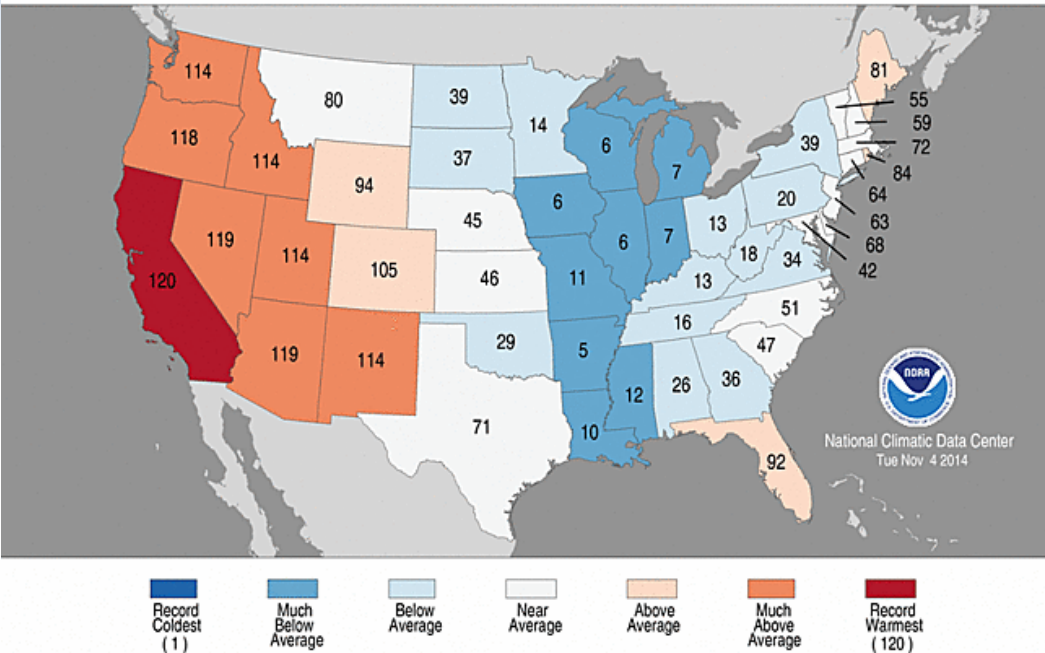 114
80
39
14
81
55
59
72
84
64
63
68
42
118
114
37
6
7
39
94
45
6
20
119
114
105
46
11
6
7
13
18
34
120
13
119
114
29
5
16
51
47
12
26
36
71
10
92
NOAA
National Climatic Data Center
Tue Nov 4 2014
Record
Coldest
(1)
Much
Below
Average
Below
Average
Near
Average
Above
Average
Much
Above
Average
Record
Warmest
(120)